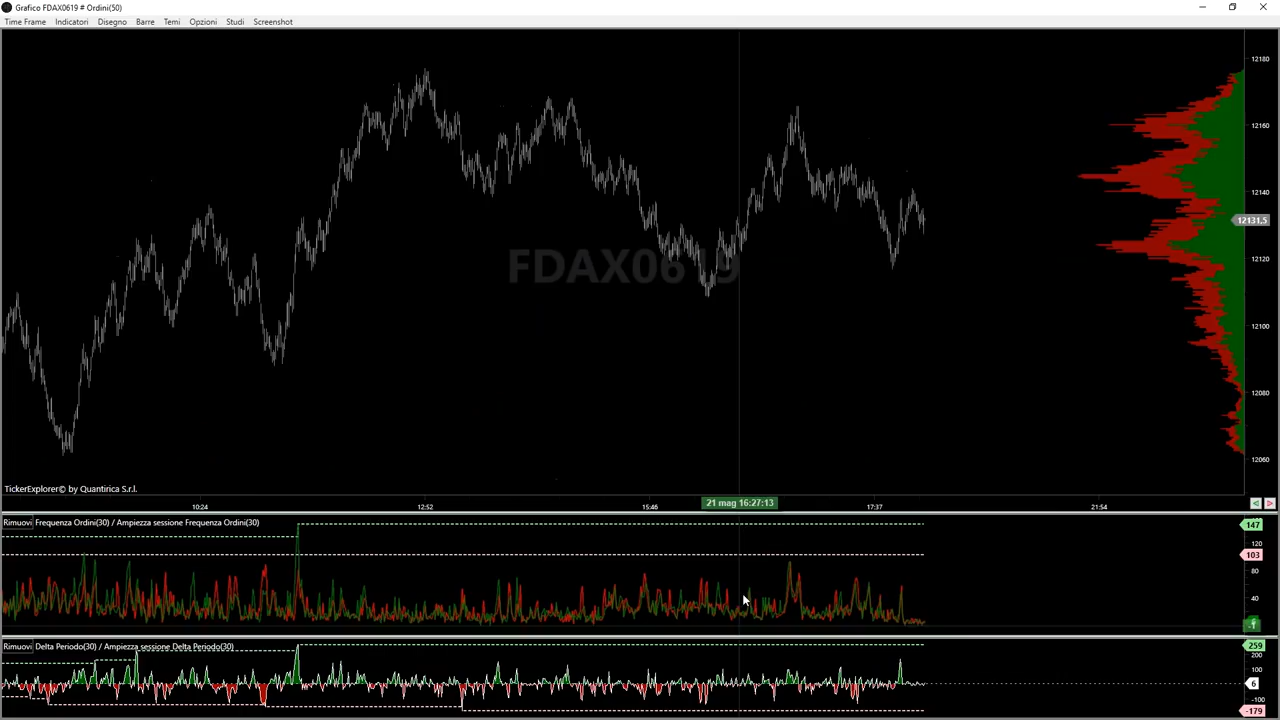 Grafico FDAX0619 # Ordini(50)
Time Frame Indicatori Disegno Barre Temi Opzioni Studi Screenshot
12180
12160
12140
12131,5
12120
12100
12080
12060
FDAX0619
TickerExplorer© by Quantirica S.r.l.
10:24 12:52 15:46 21 mag 16:27:13 17:37 21:54
Rimuovi Frequenza Ordini(30) / Ampiezza sessione Frequenza Ordini(30)
147
120
103
80
40
Rimuovi Delta Periodo(30) / Ampiezza sessione Delta Periodo(30)
259
200
100
6
-100
-179